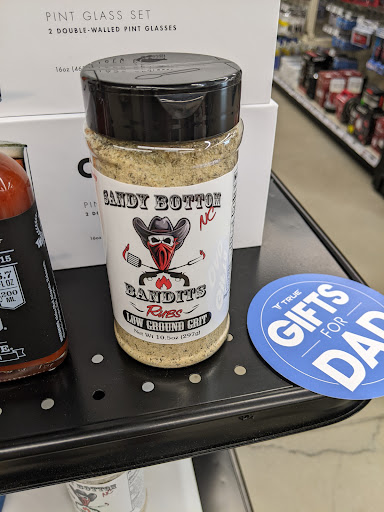 PINT GLASS SET
2 DOUBLE-WALLED PINT GLASSES
16oz
SANDY BOTTOM
NC
BANDITS
Rubs
LOW GROUND GRIT
Net Wt 10.5oz (297g)
TRUE
GIFTS
FOR
DAD